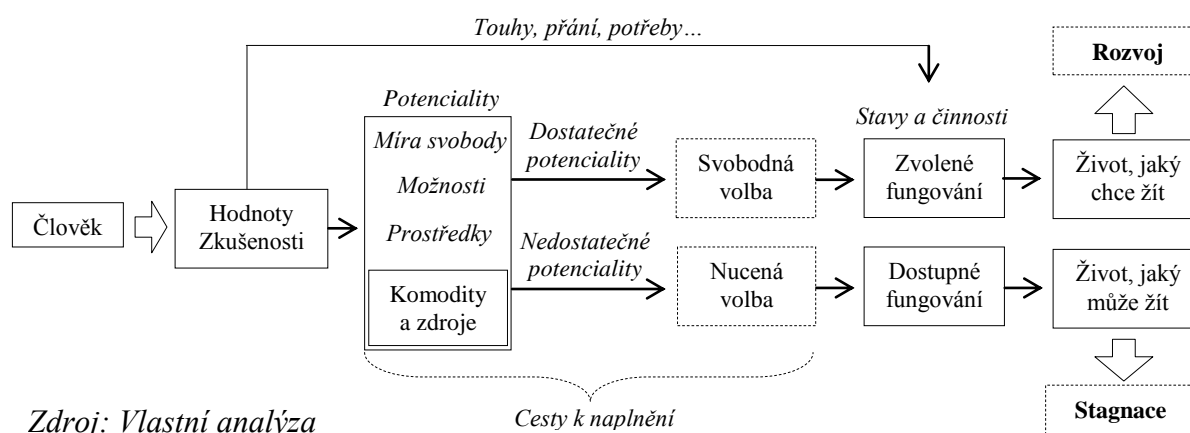 Touhy, přání, potřeby…
Rozvoj
Potenciality
Míra svobody
Možnosti
Prostředky
Komodity
a zdroje
Dostatečné
potenciality
Nedostatečné
potenciality
Stavy a činnosti
Svobodná
volba
Zvolené
fungování
Život, jaký
chce žít
Člověk
Hodnoty
Zkušenosti
Nucená
volba
Dostupné
fungování
Život, jaký
může žít
Stagnace
Cesty k naplnění
Zdroj: Vlastní analýza